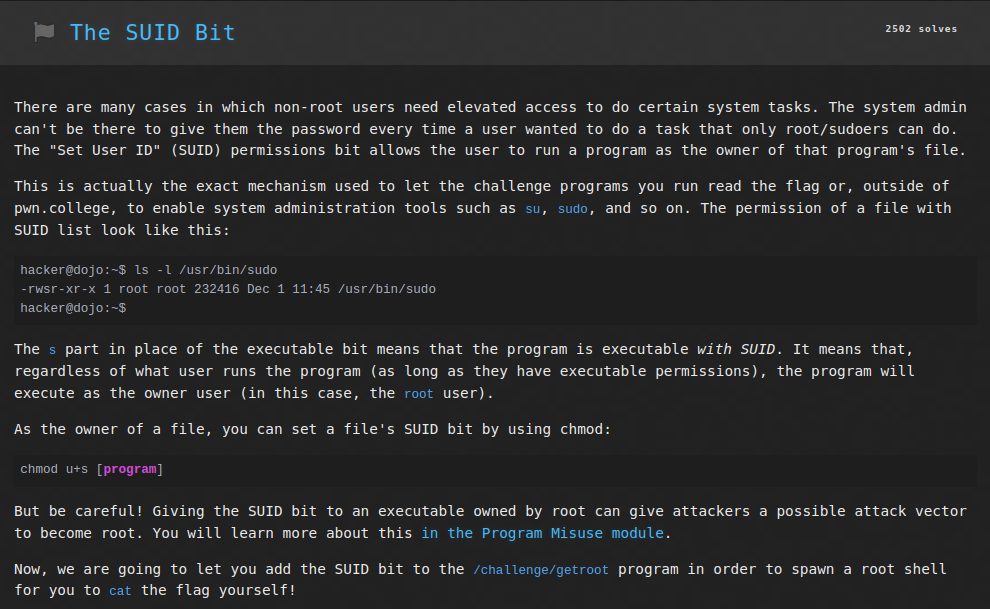 The SUID Bit
2502 solves
There are many cases in which non-root users need elevated access to do certain system tasks. The system admin
can't be there to give them the password every time a user wanted to do a task that only root/sudoers can do.
The "Set User ID" (SUID) permissions bit allows the user to run a program as the owner of that program's file.
This is actually the exact mechanism used to let the challenge programs you run read the flag or, outside of
pwn.college, to enable system administration tools such as su, sudo, and so on. The permission of a file with
SUID list look like this:
hacker@dojo:~$ ls -l /usr/bin/sudo
-rwsr-xr-x 1 root root 232416 Dec 1 11:45 /usr/bin/sudo
hacker@dojo:~$
The s part in place of the executable bit means that the program is executable with SUID. It means that,
regardless of what user runs the program (as long as they have executable permissions), the program will
execute as the owner user (in this case, the root user).
As the owner of a file, you can set a file's SUID bit by using chmod:
chmod u+s [program]
But be careful! Giving the SUID bit to an executable owned by root can give attackers a possible attack vector
to become root. You will learn more about this in the Program Misuse module.
Now, we are going to let you add the SUID bit to the /challenge/getroot program in order to spawn a root shell
for you to cat the flag yourself!